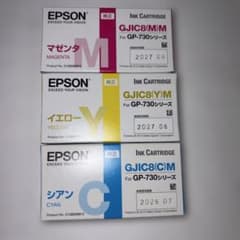 EPSON
EXCEED YOUR VISION
純正
INK CARTRIDGE
GJIC8(M)M
For GP-730シリーズ
マゼンタ
MAGENTA
M
EPSON
EXCEED YOUR VISION
純正
INK CARTRIDGE
GJIC8(Y)M
For GP-730シリーズ
イエロー
YELLOW
Y
2027 06
EPSON
EXCEED YOUR VISION
純正
INK CARTRIDGE
GJIC8(C)M
For GP-730シリーズ
シアン
CYAN
C
2026 07